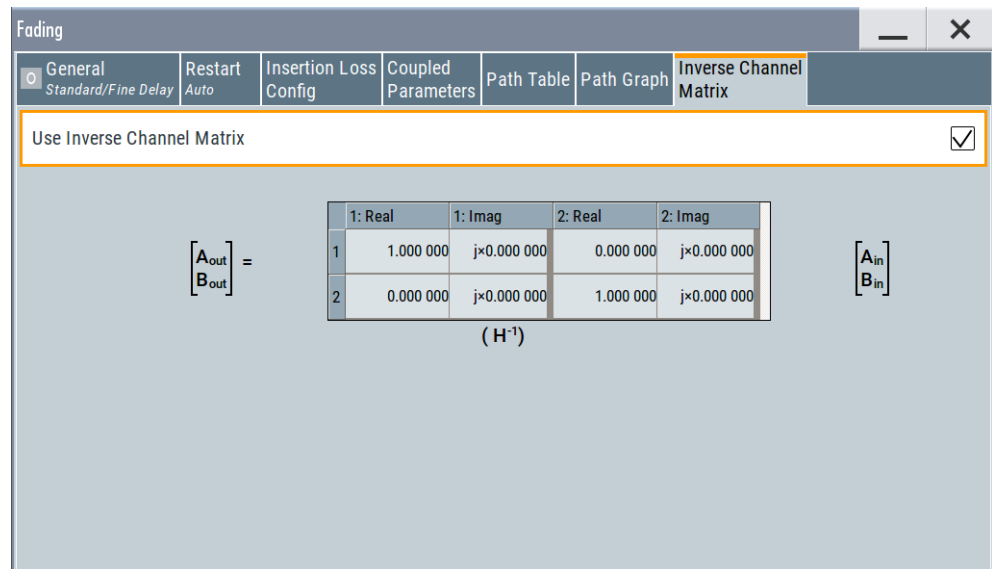 Fading
General
Standard/Fine Delay
Restart
Auto
Insertion Loss
Config
Coupled
Parameters
Path Table
Path Graph
Inverse Channel
Matrix
Use Inverse Channel Matrix
1: Real 1: Imag 2: Real 2: Imag
1 1.000 000 j×0.000 000 0.000 000 j×0.000 000
2 0.000 000 j×0.000 000 1.000 000 j×0.000 000
Aout
Bout
=
Ain
Bin
( H⁻¹)